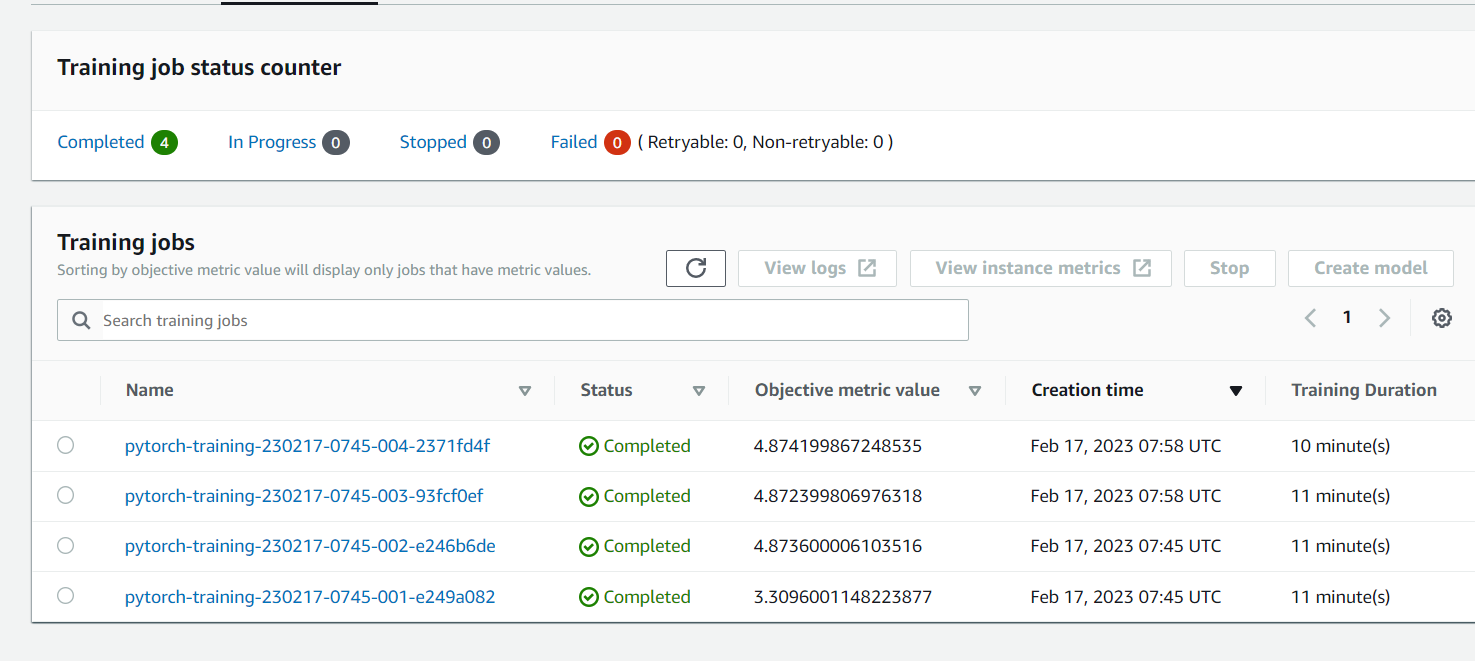 Training job status counter
Completed 4 In Progress 0 Stopped 0 Failed 0 ( Retryable: 0, Non-retryable: 0 )
Training jobs
Sorting by objective metric value will display only jobs that have metric values.
View logs View instance metrics Stop Create model
Search training jobs 1
Name Status Objective metric value Creation time Training Duration
pytorch-training-230217-0745-004-2371fd4f Completed 4.874199867248535 Feb 17, 2023 07:58 UTC 10 minute(s)
pytorch-training-230217-0745-003-93fcf0ef Completed 4.872399806976318 Feb 17, 2023 07:58 UTC 11 minute(s)
pytorch-training-230217-0745-002-e246b6de Completed 4.873600006103516 Feb 17, 2023 07:45 UTC 11 minute(s)
pytorch-training-230217-0745-001-e249a082 Completed 3.3096001148223877 Feb 17, 2023 07:45 UTC 11 minute(s)